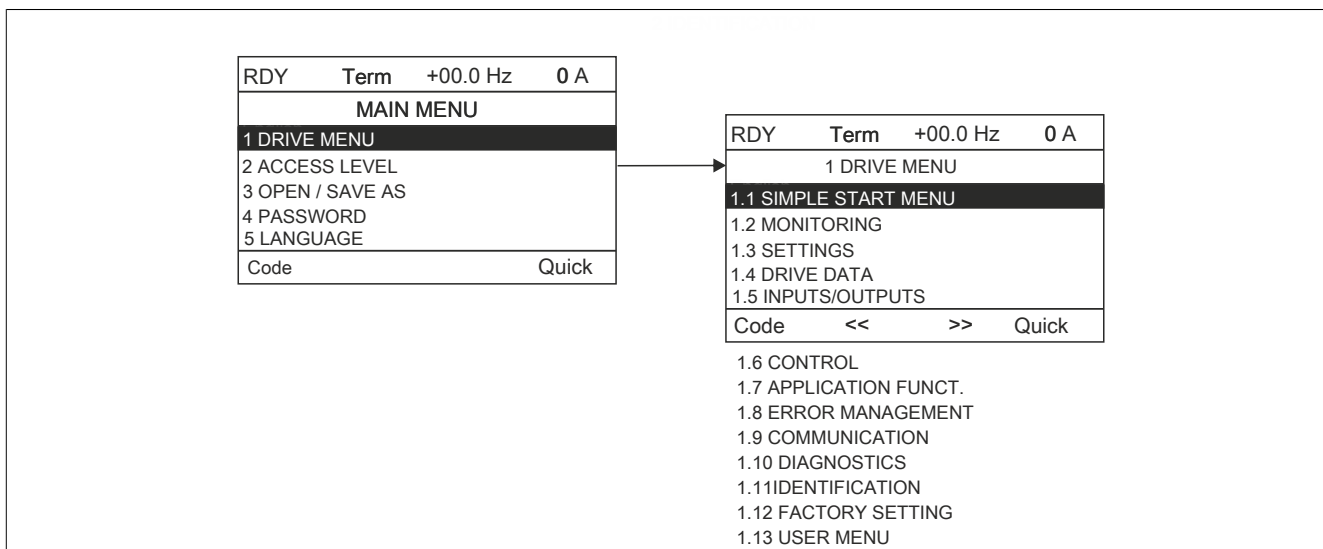 RDY Term +00.0 Hz 0 A
MAIN MENU
1 DRIVE MENU
2 ACCESS LEVEL
3 OPEN / SAVE AS
4 PASSWORD
5 LANGUAGE
Code Quick
RDY Term +00.0 Hz 0 A
1 DRIVE MENU
1.1 SIMPLE START MENU
1.2 MONITORING
1.3 SETTINGS
1.4 DRIVE DATA
1.5 INPUTS/OUTPUTS
Code << >> Quick
1.6 CONTROL
1.7 APPLICATION FUNCT.
1.8 ERROR MANAGEMENT
1.9 COMMUNICATION
1.10 DIAGNOSTICS
1.11IDENTIFICATION
1.12 FACTORY SETTING
1.13 USER MENU